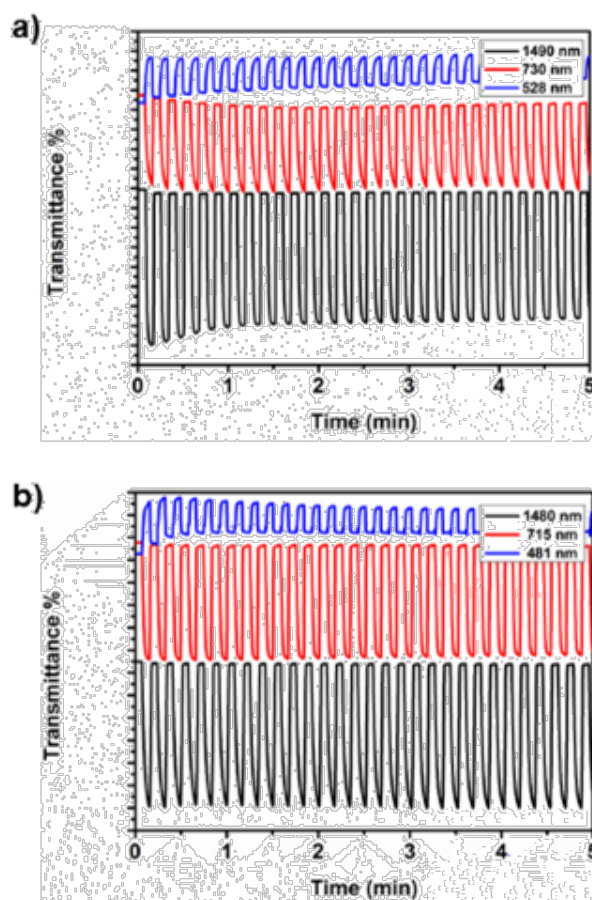 a)
1490 nm
730 nm
528 nm
Transmittance %
0 1 2 3 4 5
Time (min)
b)
1480 nm
715 nm
481 nm
Transmittance %
0 1 2 3 4 5
Time (min)